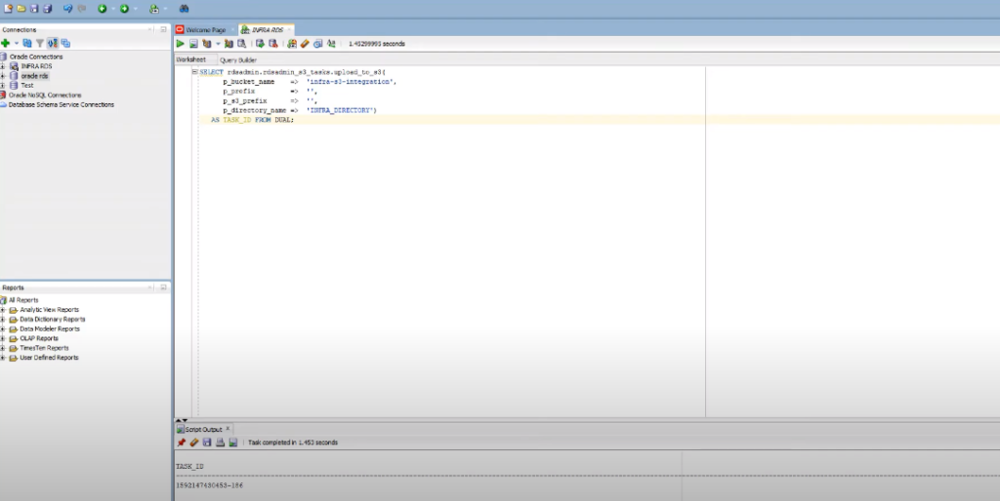 Connections
Welcome Page
INFRA RDS
1.45299995 seconds
Worksheet
Query Builder
Oracle Connections
INFRA RDS
oracle rds
Test
Oracle NoSQL Connections
Database Schema Service Connections
SELECT rdsadmin.rdsadmin_s3_tasks.upload_to_s3(
p_bucket_name => 'infra-s3-integration',
p_prefix => '',
p_s3_prefix => '',
p_directory_name => 'INFRA_DIRECTORY')
AS TASK_ID FROM DUAL;
Reports
All Reports
Analytic View Reports
Data Dictionary Reports
Data Modeler Reports
OLAP Reports
TimesTen Reports
User Defined Reports
Script Output
Task completed in 1.453 seconds
TASK_ID
--------------------------------------------------------------------------------
1592147430453-186